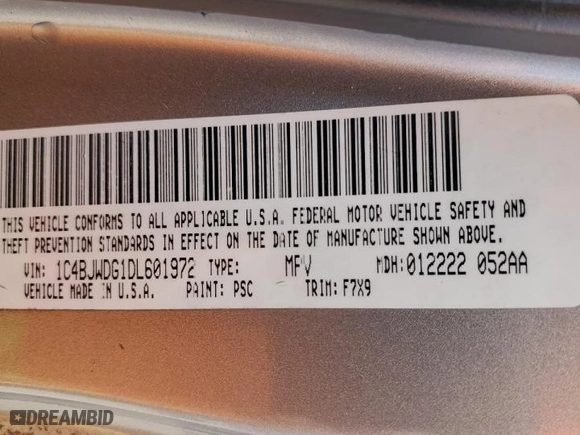 THIS VEHICLE CONFORMS TO ALL APPLICABLE U.S.A. FEDERAL MOTOR VEHICLE SAFETY AND
THEFT PREVENTION STANDARDS IN EFFECT ON THE DATE OF MANUFACTURE SHOWN ABOVE.
VIN: 1C4BJWDG1DL601972 TYPE: MPV MDH: 012222 052AA
VEHICLE MADE IN U.S.A. PAINT: PSC TRIM: F7X9
DREAMBID